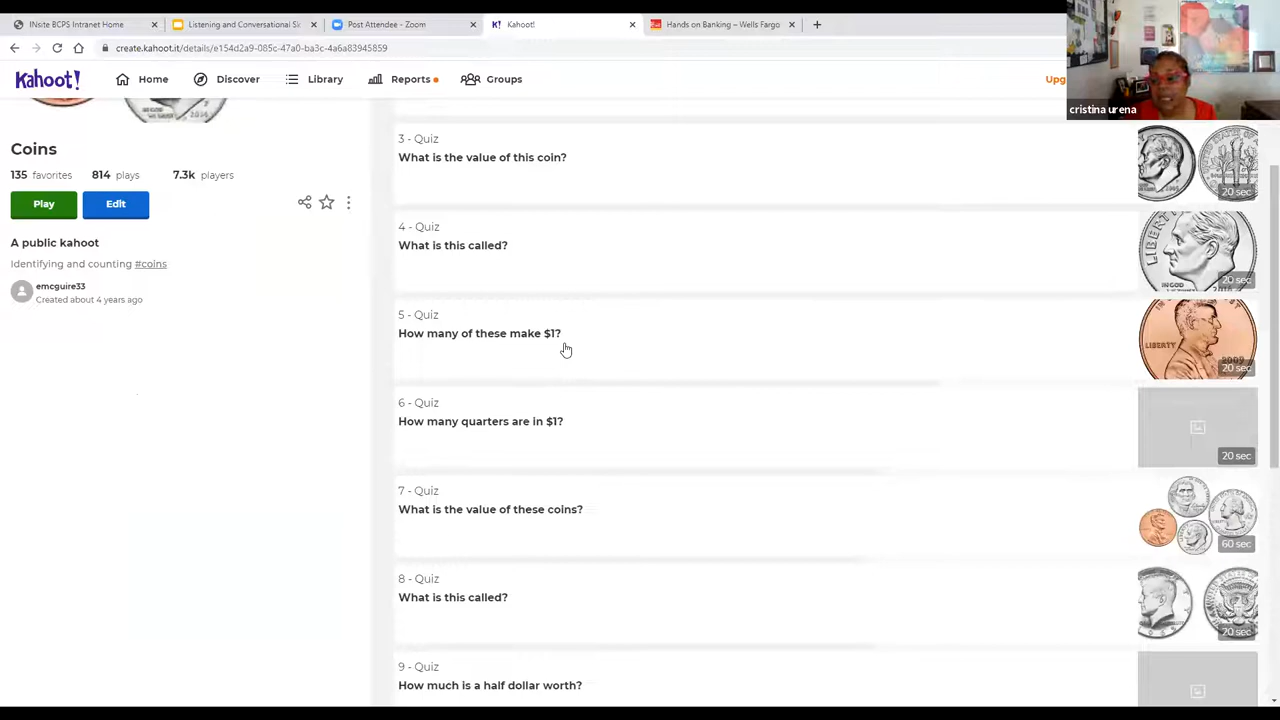 INsite BCPS Intranet Home
Listening and Conversational Sk
Post Attendee - Zoom
Kahoot!
Hands on Banking – Wells Fargo
create.kahoot.it/details/e154d2a9-085c-47a0-ba3c-4a6a83945859
Kahoot!
Home
Discover
Library
Reports
Groups
Upg
cristina urena
Coins
135 favorites
814 plays
7.3k players
Play
Edit
A public kahoot
Identifying and counting #coins
emcguire33
Created about 4 years ago
3 - Quiz
What is the value of this coin?
20 sec
4 - Quiz
What is this called?
LIBERTY
IN GOD
20 sec
5 - Quiz
How many of these make $1?
LIBERTY
2009
20 sec
6 - Quiz
How many quarters are in $1?
20 sec
7 - Quiz
What is the value of these coins?
60 sec
8 - Quiz
What is this called?
20 sec
9 - Quiz
How much is a half dollar worth?